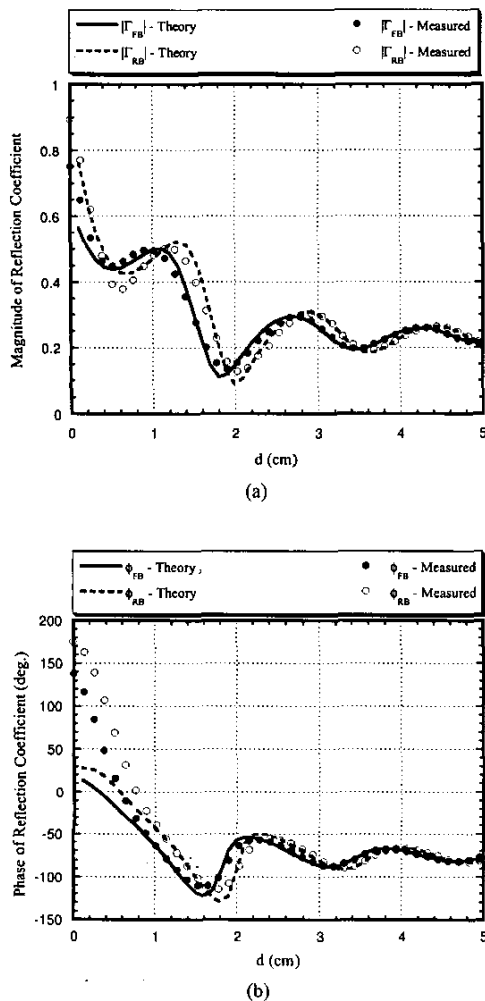 |Γ_FB| - Theory |Γ_FB| - Measured
|Γ_RB| - Theory |Γ_RB| - Measured
1
0.8
0.6
0.4
0.2
0
Magnitude of Reflection Coefficient
0 1 2 3 4 5
d (cm)
(a)
ϕ_FB - Theory ϕ_FB - Measured
ϕ_RB - Theory ϕ_RB - Measured
200
150
100
50
0
-50
-100
-150
Phase of Reflection Coefficient (deg.)
0 1 2 3 4 5
d (cm)
(b)